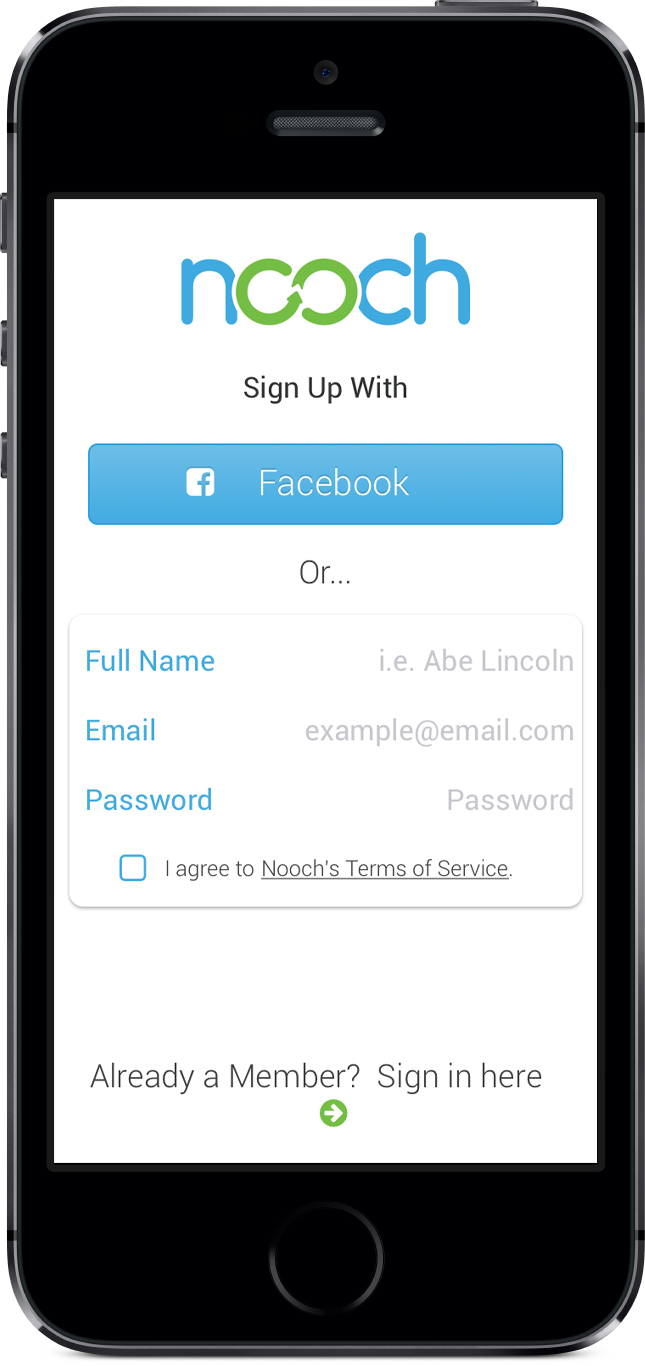 nooch
Sign Up With
Facebook
Or...
Full Name i.e. Abe Lincoln
Email example@email.com
Password Password
I agree to Nooch's Terms of Service.
Already a Member? Sign in here